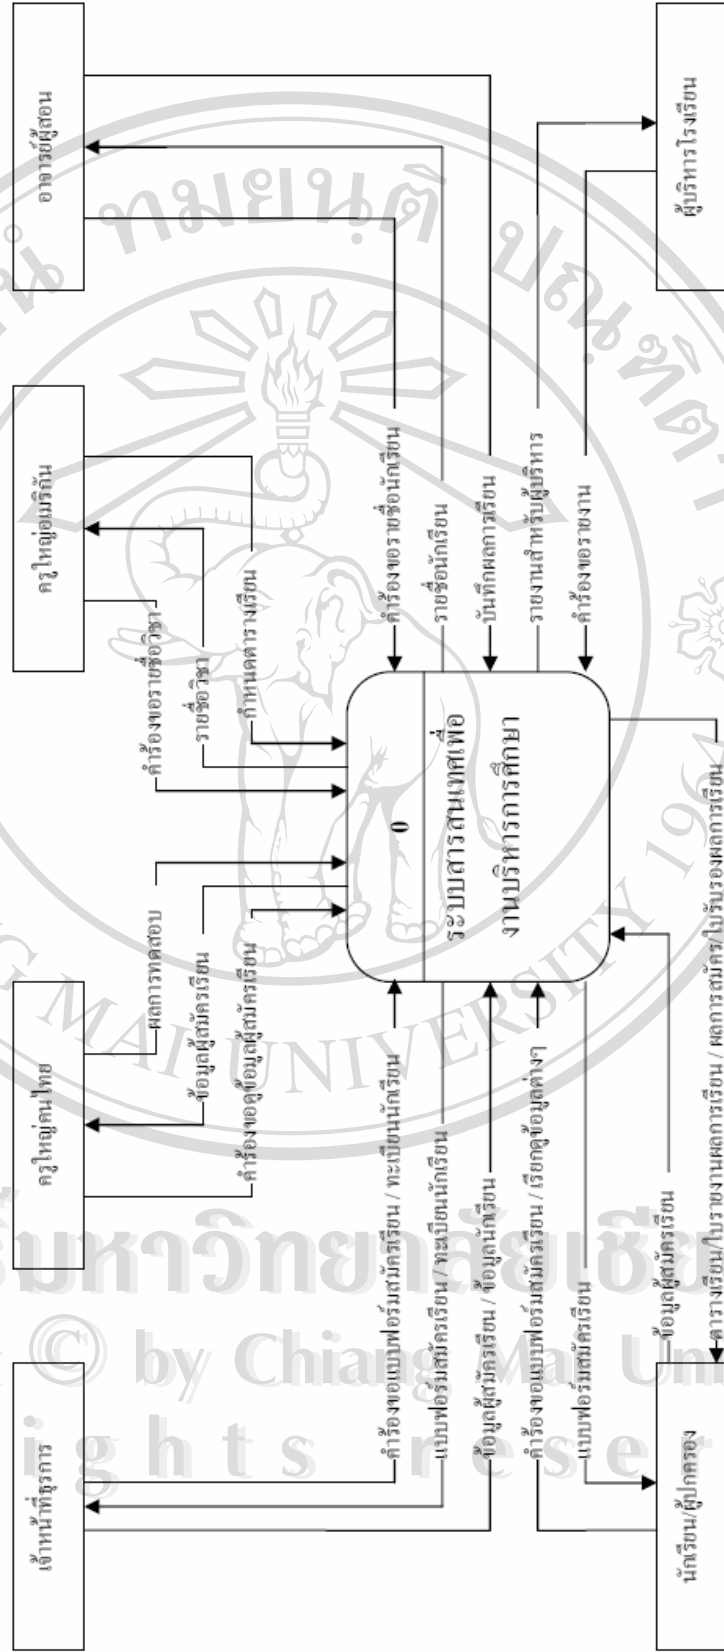 เจ้าหน้าที่ธุรการ
ครูใหญ่คนไทย
ครูใหญ่อเมริกัน
อาจารย์ผู้สอน
ผลการทดสอบ
ข้อมูลผู้สมัครเรียน
คำร้องขอดูข้อมูลผู้สมัครเรียน
คำร้องขอรายชื่อวิชา
รายชื่อวิชา
กำหนดตารางเรียน
คำร้องขอแบบฟอร์มสมัครเรียน / ทะเบียนนักเรียน
แบบฟอร์มสมัครเรียน / ทะเบียนนักเรียน
ข้อมูลผู้สมัครเรียน / ข้อมูลนักเรียน
คำร้องขอแบบฟอร์มสมัครเรียน / เรียกดูข้อมูลต่างๆ
แบบฟอร์มสมัครเรียน
0
ระบบสารสนเทศเพื่อ
งานบริหารการศึกษา
คำร้องขอรายชื่อนักเรียน
รายชื่อนักเรียน
บันทึกผลการเรียน
รายงานสำหรับผู้บริหาร
คำร้องขอรายงาน
ข้อมูลผู้สมัครเรียน
ตารางเรียน/ใบรายงานผลการเรียน / ผลการสมัคร/ใบรับรองผลการเรียน
นักเรียน/ผู้ปกครอง
ผู้บริหารโรงเรียน
มหาวิทยาลัยเชีย
© by Chiang Mai Un
ights reser
NG MAI UNIVERSITY 1964